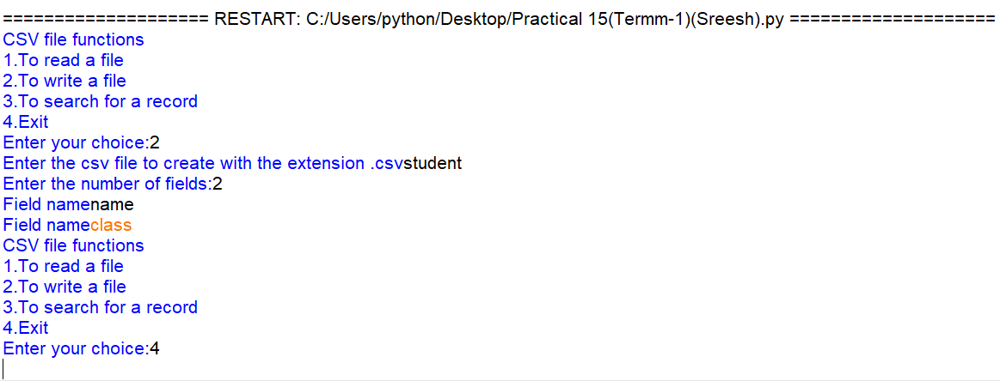 ==================== RESTART: C:/Users/python/Desktop/Practical 15(Termm-1)(Sreesh).py ====================
CSV file functions
1.To read a file
2.To write a file
3.To search for a record
4.Exit
Enter your choice:2
Enter the csv file to create with the extension .csvstudent
Enter the number of fields:2
Field namename
Field nameclass
CSV file functions
1.To read a file
2.To write a file
3.To search for a record
4.Exit
Enter your choice:4